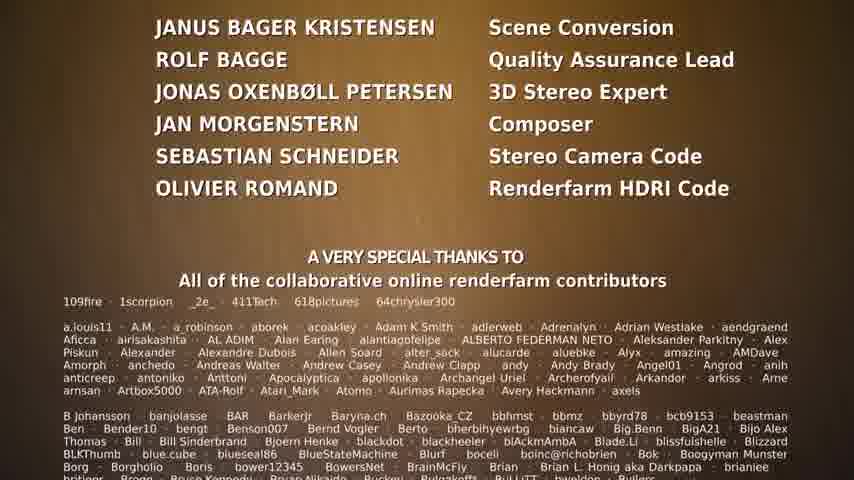 JANUS BAGER KRISTENSEN Scene Conversion
ROLF BAGGE Quality Assurance Lead
JONAS OXENBØLL PETERSEN 3D Stereo Expert
JAN MORGENSTERN Composer
SEBASTIAN SCHNEIDER Stereo Camera Code
OLIVIER ROMAND Renderfarm HDRI Code
A VERY SPECIAL THANKS TO
All of the collaborative online renderfarm contributors
109fire · 1scorpion · _2e_ · 411Tech · 618pictures · 64chrysler300
a.louis11 · A.M. · a_robinson · aborek · acoakley · Adam K Smith · adlerweb · Adrenalyn · Adrian Westlake · aendgraend
Aficca · airisakashita · AL ADIM · Alan Earing · alantiagofelipe · ALBERTO FEDERMAN NETO · Aleksander Parkitny · Alex
Piskun · Alexander · Alexandre Dubois · Allen Soard · alter_sack · alucarde · aluebke · Alyx · amazing · AMDave
Amorph · anchedo · Andreas Walter · Andrew Casey · Andrew Clapp · andy · Andy Brady · Angel01 · Angrod · anih
anticreep · antoniko · Anttoni · Apocalyptica · apollonika · Archangel Uriel · Archerofyail · Arkandor · arkiss · Arne
arnsan · Artbox5000 · ATA-Rolf · Atari_Mark · Atomo · Aurimas Rapecka · Avery Hackmann · axels
B Johansson · banjolasse · BAR · BarkerJr · Baryna.ch · Bazooka_CZ · bbhmst · bbmz · bbyrd78 · bcb9153 · beastman
Ben · Bender10 · bengt · Benson007 · Bernd Vogler · Berto · bherbihyewbig · biancaw · Big.Benn · BigA21 · Bijo Alex
Thomas · Bill · Bill Sinderbrand · Bjoern Henke · blackdot · blackheeler · blAckmAmbA · Blade.Li · blissfulshelle · Blizzard
BLKThumb · blue.cube · blueseal86 · BlueStateMachine · Blurf · boceli · boinc@richobrien · Bok · Boogyman Munster
Borg · Borgholio · Boris · bower12345 · BowersNet · BrainMcFly · Brian · Brian L. Honig aka Darkpapa · brianiee